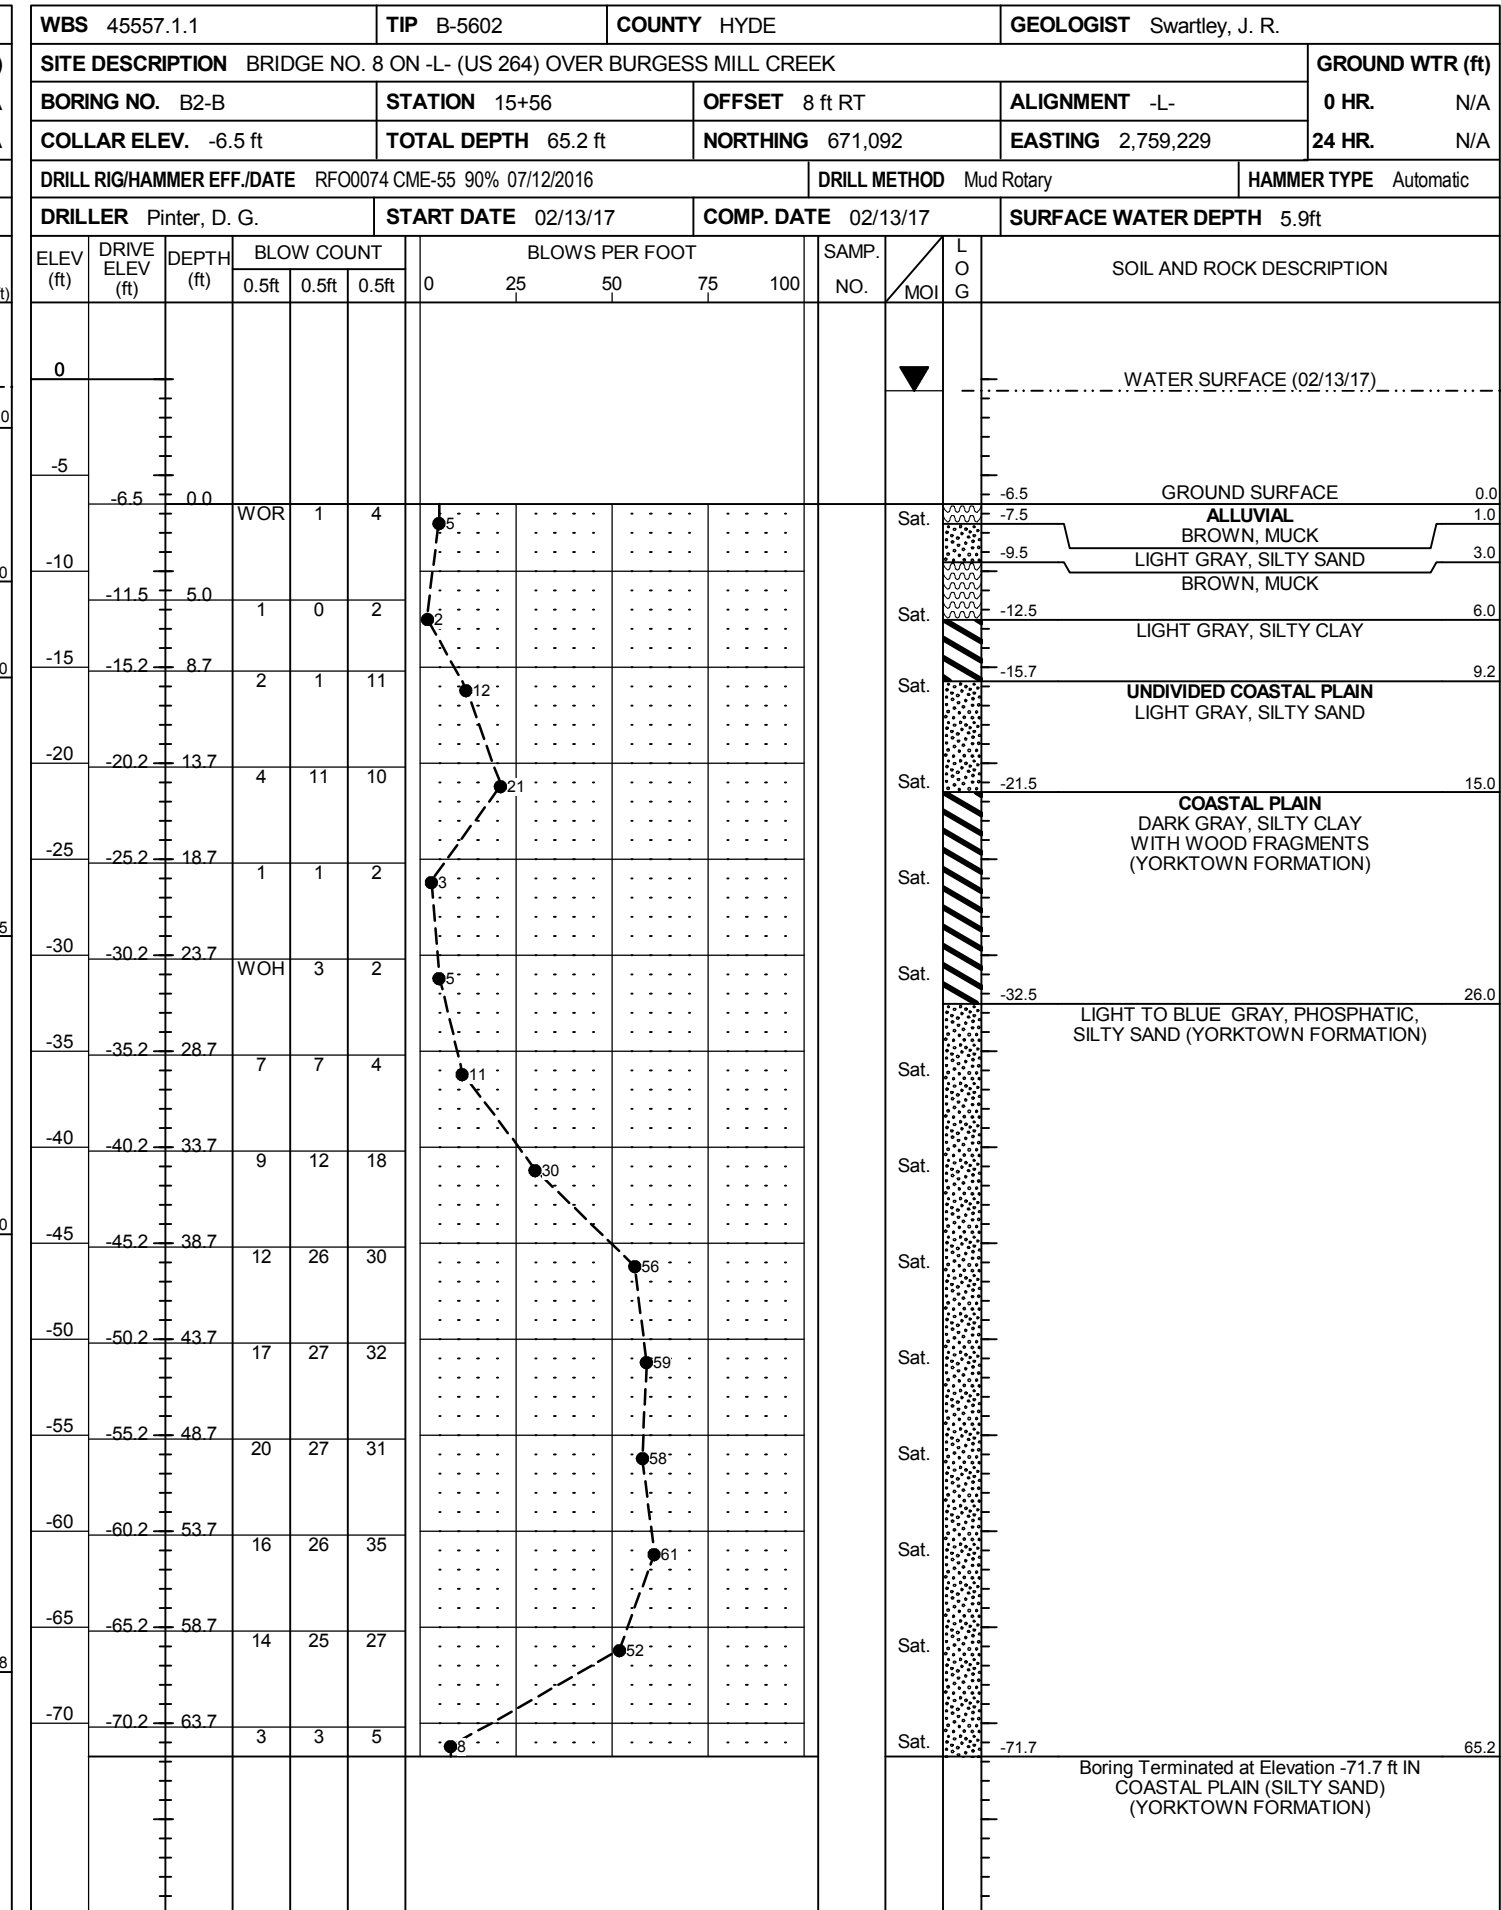 WBS 45557.1.1 TIP B-5602 COUNTY HYDE GEOLOGIST Swartley, J. R.
SITE DESCRIPTION BRIDGE NO. 8 ON -L- (US 264) OVER BURGESS MILL CREEK GROUND WTR (ft)
BORING NO. B2-B STATION 15+56 OFFSET 8 ft RT ALIGNMENT -L- 0 HR. N/A
COLLAR ELEV. -6.5 ft TOTAL DEPTH 65.2 ft NORTHING 671,092 EASTING 2,759,229 24 HR. N/A
DRILL RIG/HAMMER EFF./DATE RFO0074 CME-55 90% 07/12/2016 DRILL METHOD Mud Rotary HAMMER TYPE Automatic
DRILLER Pinter, D. G. START DATE 02/13/17 COMP. DATE 02/13/17 SURFACE WATER DEPTH 5.9ft
ELEV (ft) DRIVE ELEV (ft) DEPTH (ft) BLOW COUNT BLOWS PER FOOT SAMP. NO. MOI LOG SOIL AND ROCK DESCRIPTION
0.5ft 0.5ft 0.5ft 0 25 50 75 100
0
WATER SURFACE (02/13/17)
-5
-6.5 0.0 -6.5 GROUND SURFACE 0.0
WOR 1 4 5 Sat. -7.5 ALLUVIAL 1.0
BROWN, MUCK
-10 -9.5 LIGHT GRAY, SILTY SAND 3.0
BROWN, MUCK
-11.5 5.0
1 0 2 2 Sat. -12.5 6.0
LIGHT GRAY, SILTY CLAY
-15 -15.2 8.7 -15.7 9.2
2 1 11 12 Sat. UNDIVIDED COASTAL PLAIN
LIGHT GRAY, SILTY SAND
-20 -20.2 13.7
4 11 10 21 Sat. -21.5 15.0
COASTAL PLAIN
DARK GRAY, SILTY CLAY
WITH WOOD FRAGMENTS
(YORKTOWN FORMATION)
-25 -25.2 18.7
1 1 2 3 Sat.
-30 -30.2 23.7
WOH 3 2 5 Sat.
-32.5 26.0
LIGHT TO BLUE GRAY, PHOSPHATIC,
SILTY SAND (YORKTOWN FORMATION)
-35 -35.2 28.7
7 7 4 11 Sat.
-40 -40.2 33.7
9 12 18 30 Sat.
-45 -45.2 38.7
12 26 30 56 Sat.
-50 -50.2 43.7
17 27 32 59 Sat.
-55 -55.2 48.7
20 27 31 58 Sat.
-60 -60.2 53.7
16 26 35 61 Sat.
-65 -65.2 58.7
14 25 27 52 Sat.
-70 -70.2 63.7
3 3 5 8 Sat. -71.7 65.2
Boring Terminated at Elevation -71.7 ft IN
COASTAL PLAIN (SILTY SAND)
(YORKTOWN FORMATION)